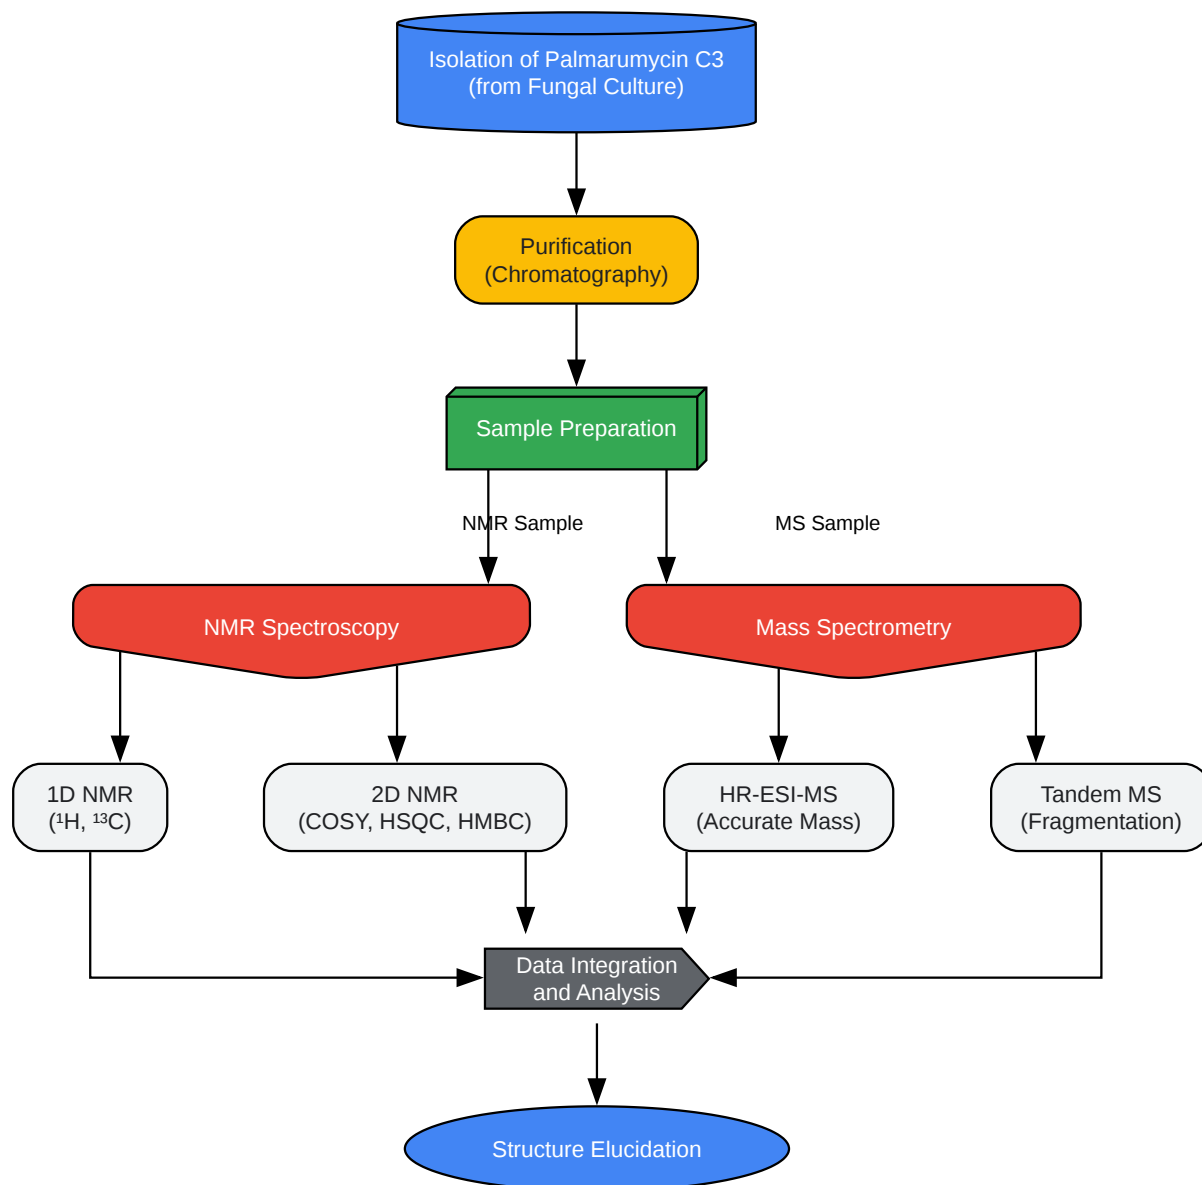 Isolation of Palmarumycin C3
(from Fungal Culture)
Purification
(Chromatography)
Sample Preparation
NMR Sample
MS Sample
NMR Spectroscopy
Mass Spectrometry
1D NMR
(¹H, ¹³C)
2D NMR
(COSY, HSQC, HMBC)
HR-ESI-MS
(Accurate Mass)
Tandem MS
(Fragmentation)
Data Integration
and Analysis
Structure Elucidation